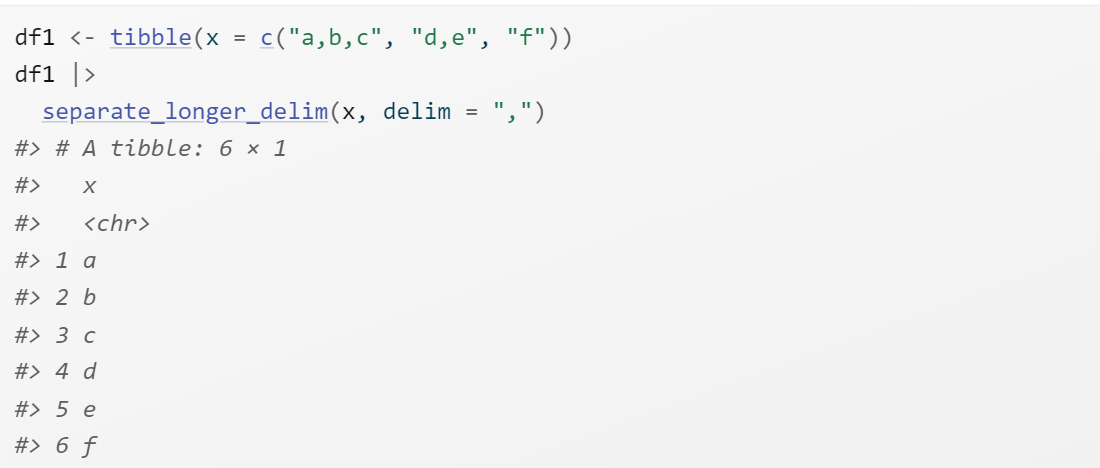 df1 <- tibble(x = c("a,b,c", "d,e", "f"))
df1 |>
  separate_longer_delim(x, delim = ",")
#> # A tibble: 6 × 1
#>   x
#>   <chr>
#> 1 a
#> 2 b
#> 3 c
#> 4 d
#> 5 e
#> 6 f